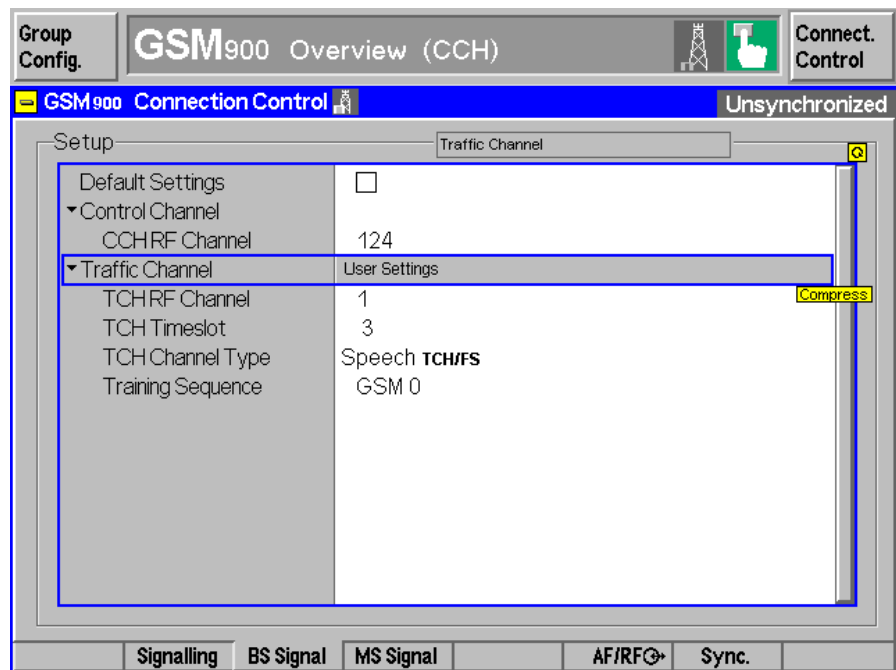 Group Config.
GSM900 Overview (CCH)
Connect. Control
GSM900 Connection Control
Unsynchronized
Setup
Traffic Channel
Default Settings
Control Channel
CCH RF Channel 124
Traffic Channel User Settings
TCH RF Channel 1
Compress
TCH Timeslot 3
TCH Channel Type Speech TCH/FS
Training Sequence GSM 0
Signalling BS Signal MS Signal AF/RF Sync.